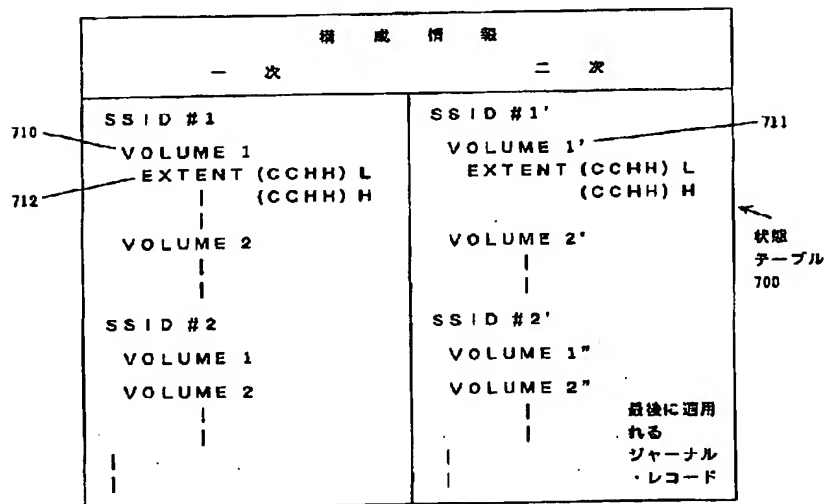 構成情報
一次 二次
SSID #1 SSID #1'
710 VOLUME 1 VOLUME 1' 711
712 EXTENT (CCHH) L EXTENT (CCHH) L
(CCHH) H (CCHH) H
VOLUME 2 VOLUME 2'
状態
テーブル
700
SSID #2 SSID #2'
VOLUME 1 VOLUME 1"
VOLUME 2 VOLUME 2"
最後に適用
れる
ジャーナル
・レコード